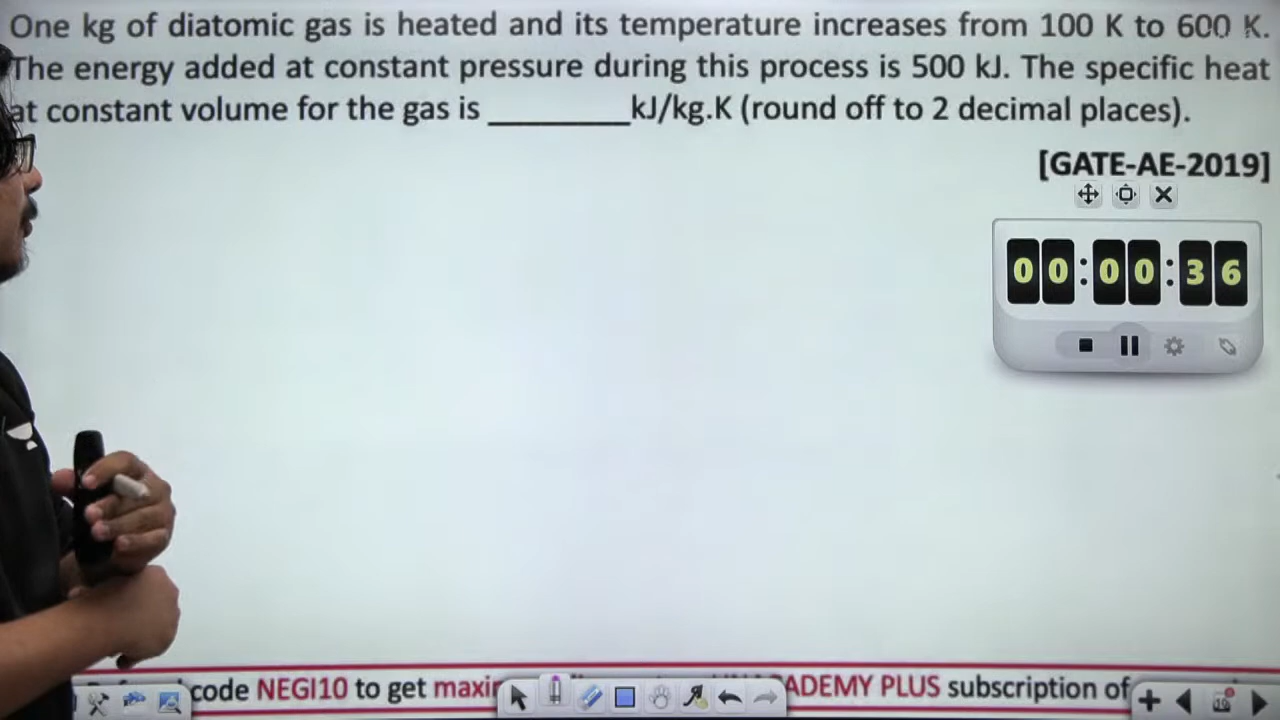 One kg of diatomic gas is heated and its temperature increases from 100 K to 600 K.
The energy added at constant pressure during this process is 500 kJ. The specific heat
at constant volume for the gas is _________kJ/kg.K (round off to 2 decimal places).
[GATE-AE-2019]
00:00:36
code NEGI10 to get PLUS subscription of